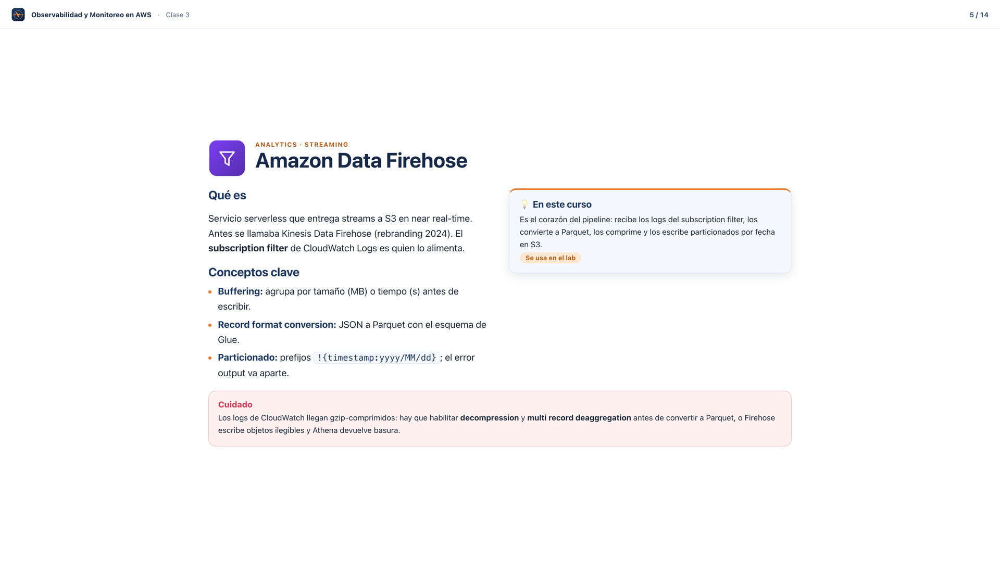 Observabilidad y Monitoreo en AWS · Clase 3
5 / 14
ANALYTICS · STREAMING
Amazon Data Firehose
Qué es
Servicio serverless que entrega streams a S3 en near real-time.
Antes se llamaba Kinesis Data Firehose (rebranding 2024). El
subscription filter de CloudWatch Logs es quien lo alimenta.
Conceptos clave
• Buffering: agrupa por tamaño (MB) o tiempo (s) antes de
escribir.
• Record format conversion: JSON a Parquet con el esquema de
Glue.
• Particionado: prefijos !{timestamp:yyyy/MM/dd}; el error
output va aparte.
💡 En este curso
Es el corazón del pipeline: recibe los logs del subscription filter, los
convierte a Parquet, los comprime y los escribe particionados por fecha
en S3.
Se usa en el lab
Cuidado
Los logs de CloudWatch llegan gzip-comprimidos: hay que habilitar decompression y multi record deaggregation antes de convertir a Parquet, o Firehose
escribe objetos ilegibles y Athena devuelve basura.